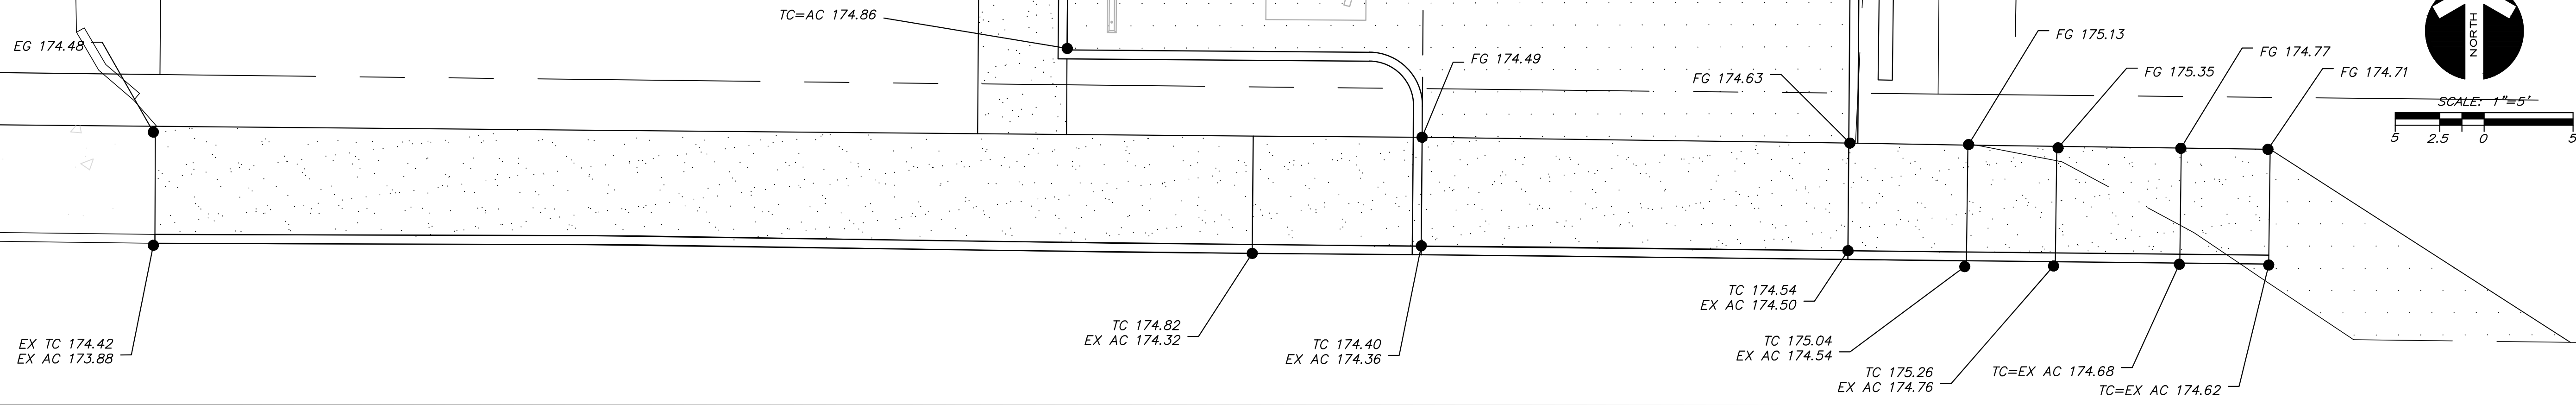 TC=AC 174.86
EG 174.48
FG 174.49
FG 174.63
FG 175.13
FG 175.35
FG 174.77
FG 174.71
NORTH
SCALE: 1"=5'
5 2.5 0 5
EX TC 174.42
EX AC 173.88
TC 174.82
EX AC 174.32
TC 174.40
EX AC 174.36
TC 174.54
EX AC 174.50
TC 175.04
EX AC 174.54
TC 175.26
EX AC 174.76
TC=EX AC 174.68
TC=EX AC 174.62